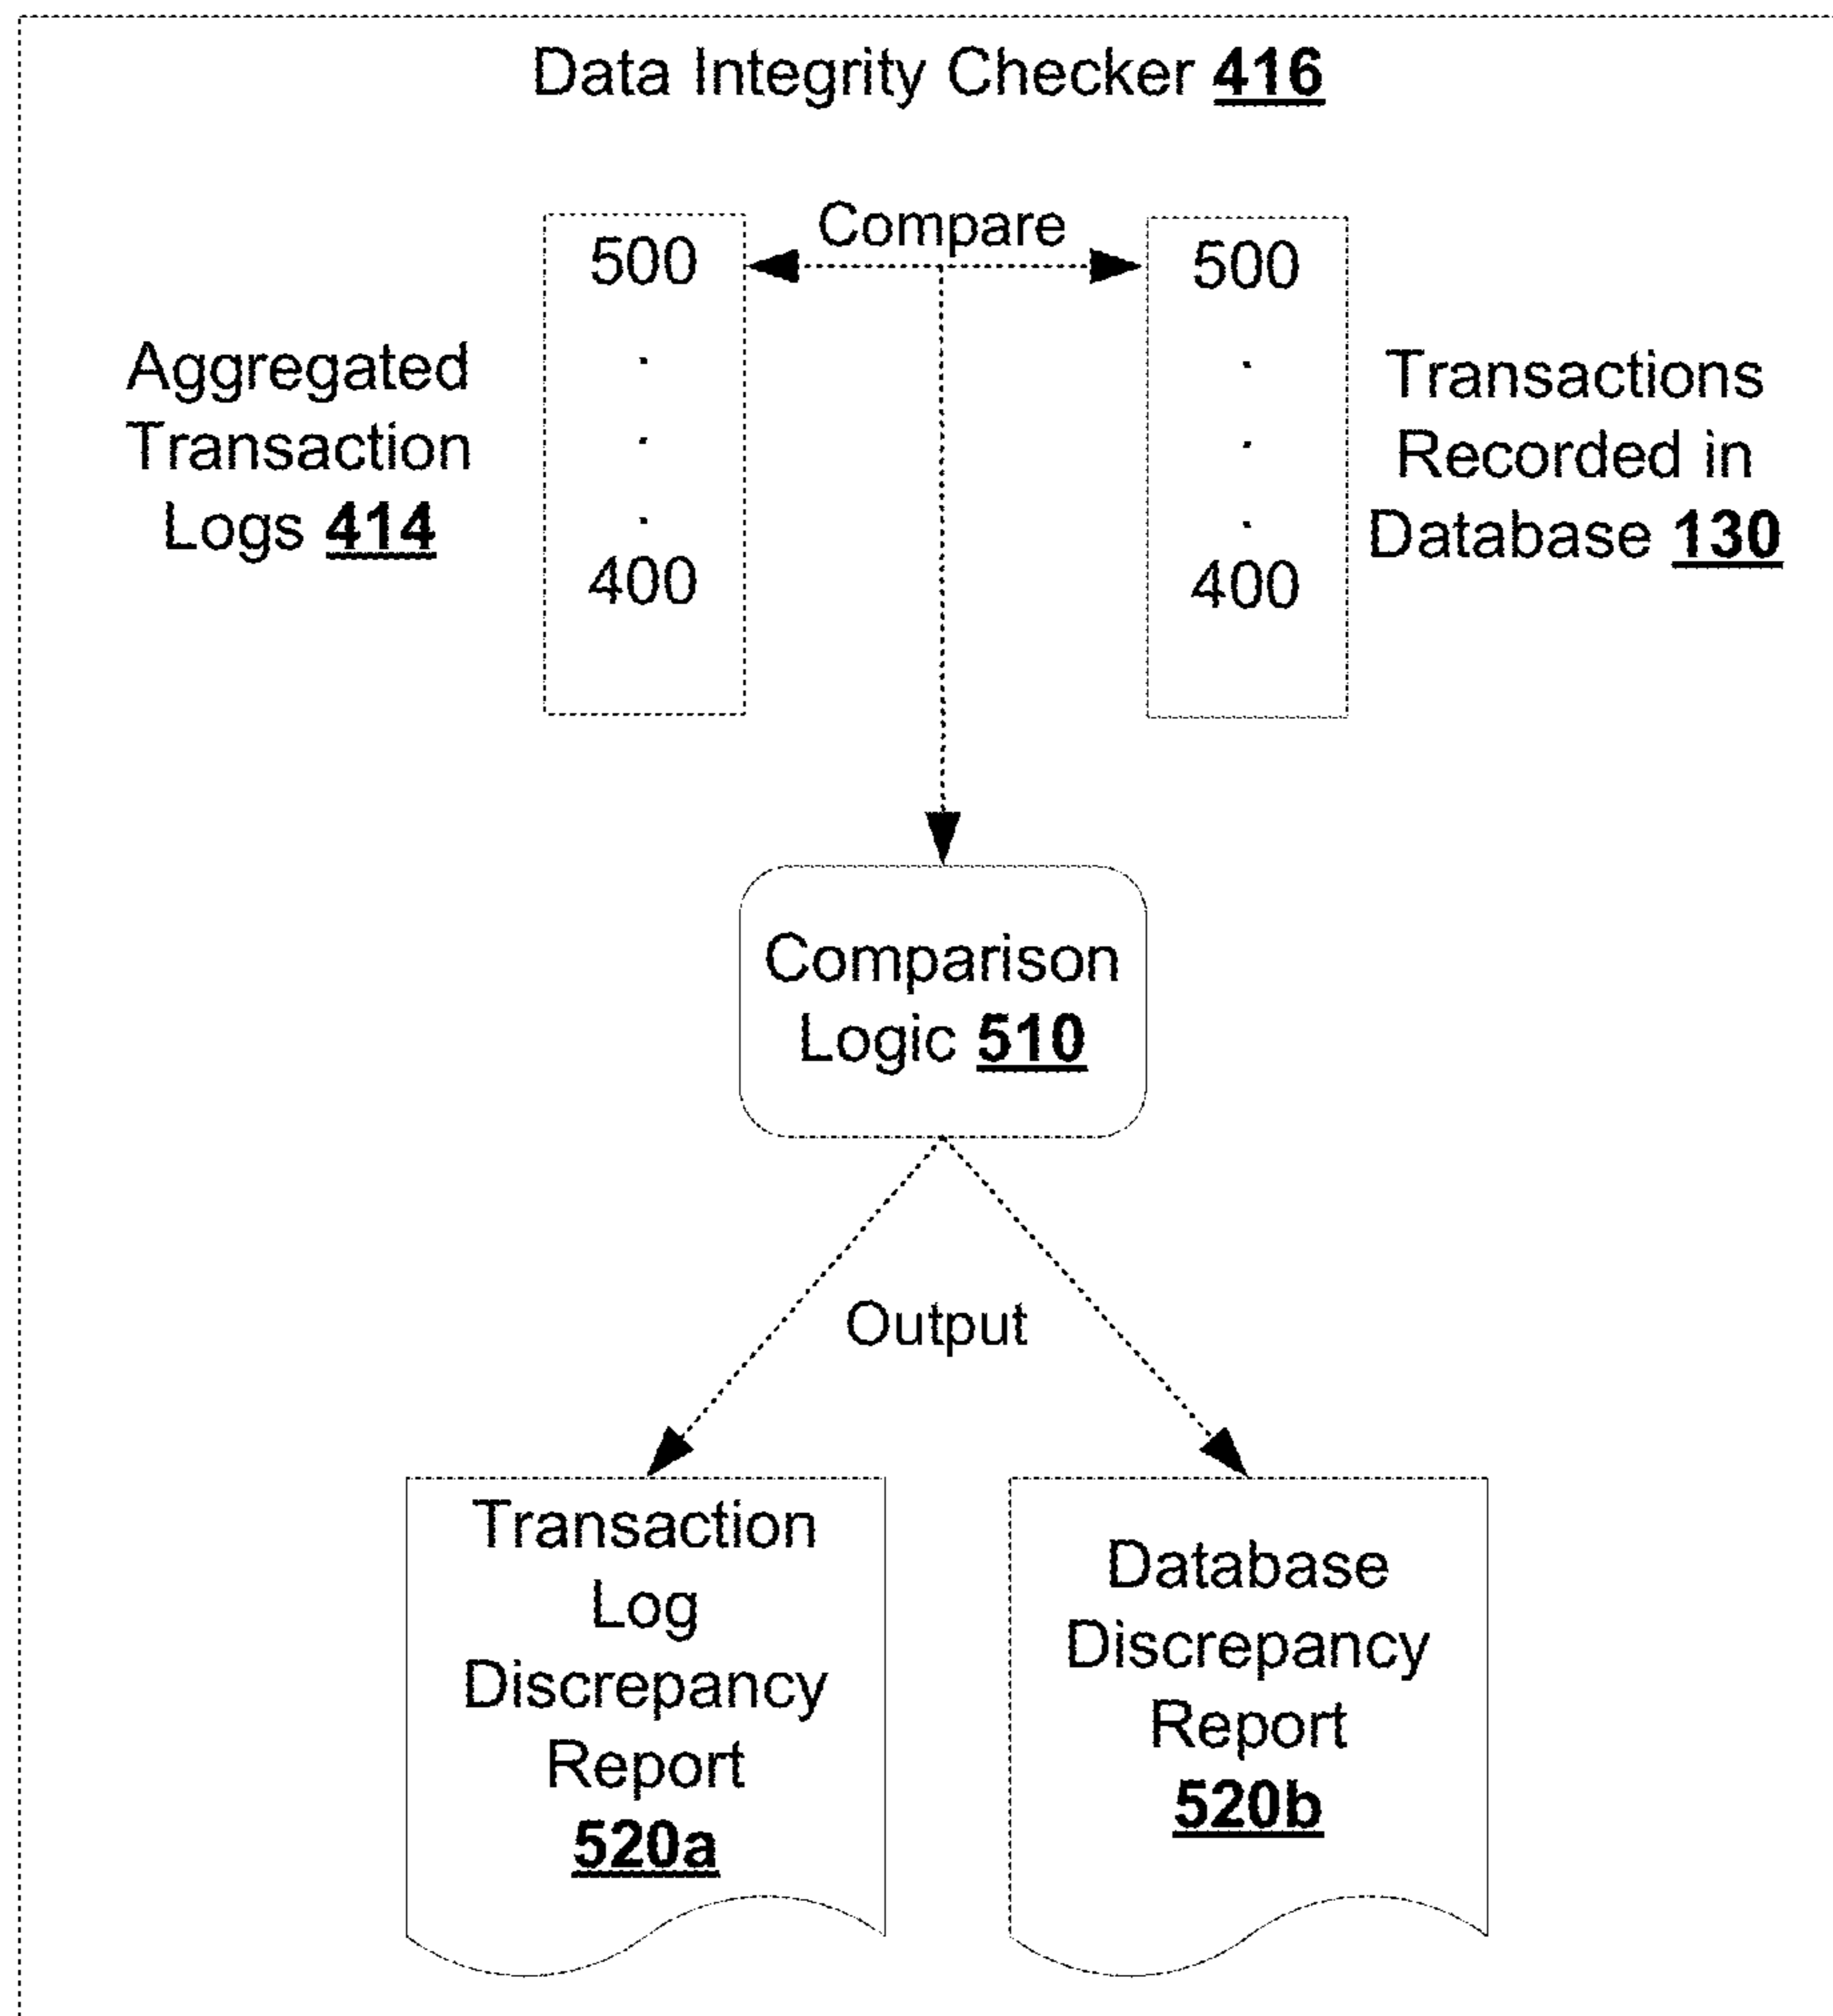 Data Integrity Checker 416
Compare
500
.
.
.
400
Aggregated
Transaction
Logs 414
500
.
.
.
400
Transactions
Recorded in
Database 130
Comparison
Logic 510
Output
Transaction
Log
Discrepancy
Report
520a
Database
Discrepancy
Report
520b